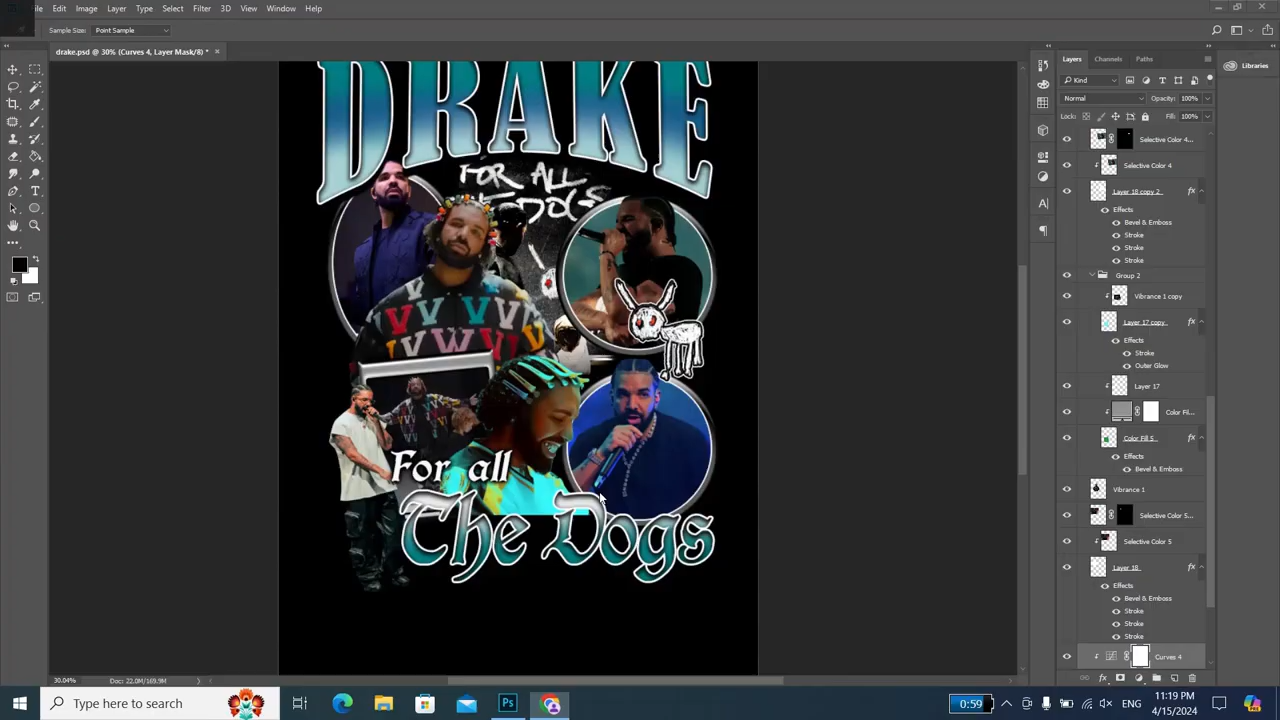 File Edit Image Layer Type Select Filter 3D View Window Help
Sample Size: Point Sample
drake.psd @ 30% (Curves 4, Layer Mask/8) *
DRAKE
FOR ALL
For all
The Dogs
Layers Channels Paths
Libraries
Kind
Normal Opacity: 100%
Lock: Fill: 100%
Selective Color 4...
Selective Color 4
Layer 18 copy 2 fx
Effects
Bevel & Emboss
Stroke
Stroke
Stroke
Group 2
Vibrance 1 copy
Layer 17 copy fx
Effects
Stroke
Outer Glow
Layer 17
Color Fil...
Color Fill 5 fx
Effects
Bevel & Emboss
Vibrance 1
Selective Color 5...
Selective Color 5
Layer 18 fx
Effects
Bevel & Emboss
Stroke
Stroke
Stroke
Curves 4
30.04% Doc: 22.0M/169.9M
Type here to search
Ps
0:59
ENG
11:19 PM
4/15/2024